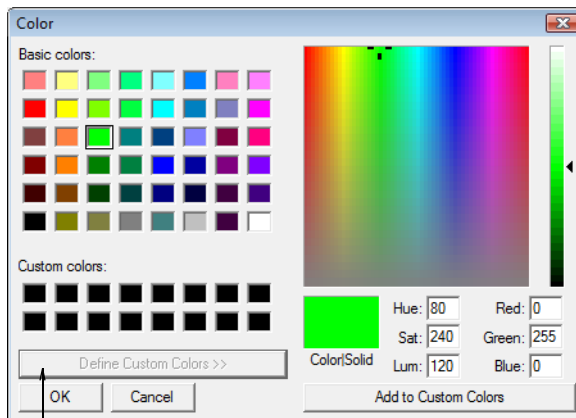 Color
Basic colors:
Custom colors:
Define Custom Colors >>
OK Cancel
Color|Solid
Hue: 80 Red: 0
Sat: 240 Green: 255
Lum: 120 Blue: 0
Add to Custom Colors